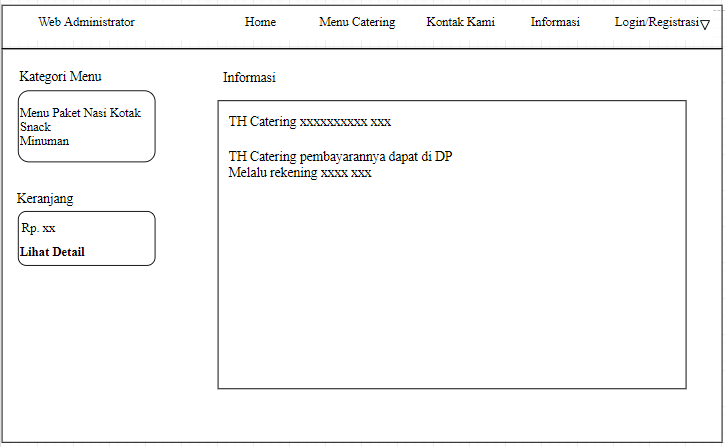 Web Administrator
Home
Menu Catering
Kontak Kami
Informasi
Login/Registrasi
Kategori Menu
Menu Paket Nasi Kotak
Snack
Minuman
Keranjang
Rp. xx
Lihat Detail
Informasi
TH Catering xxxxxxxxxx xxx
TH Catering pembayarannya dapat di DP
Melalu rekening xxxx xxx